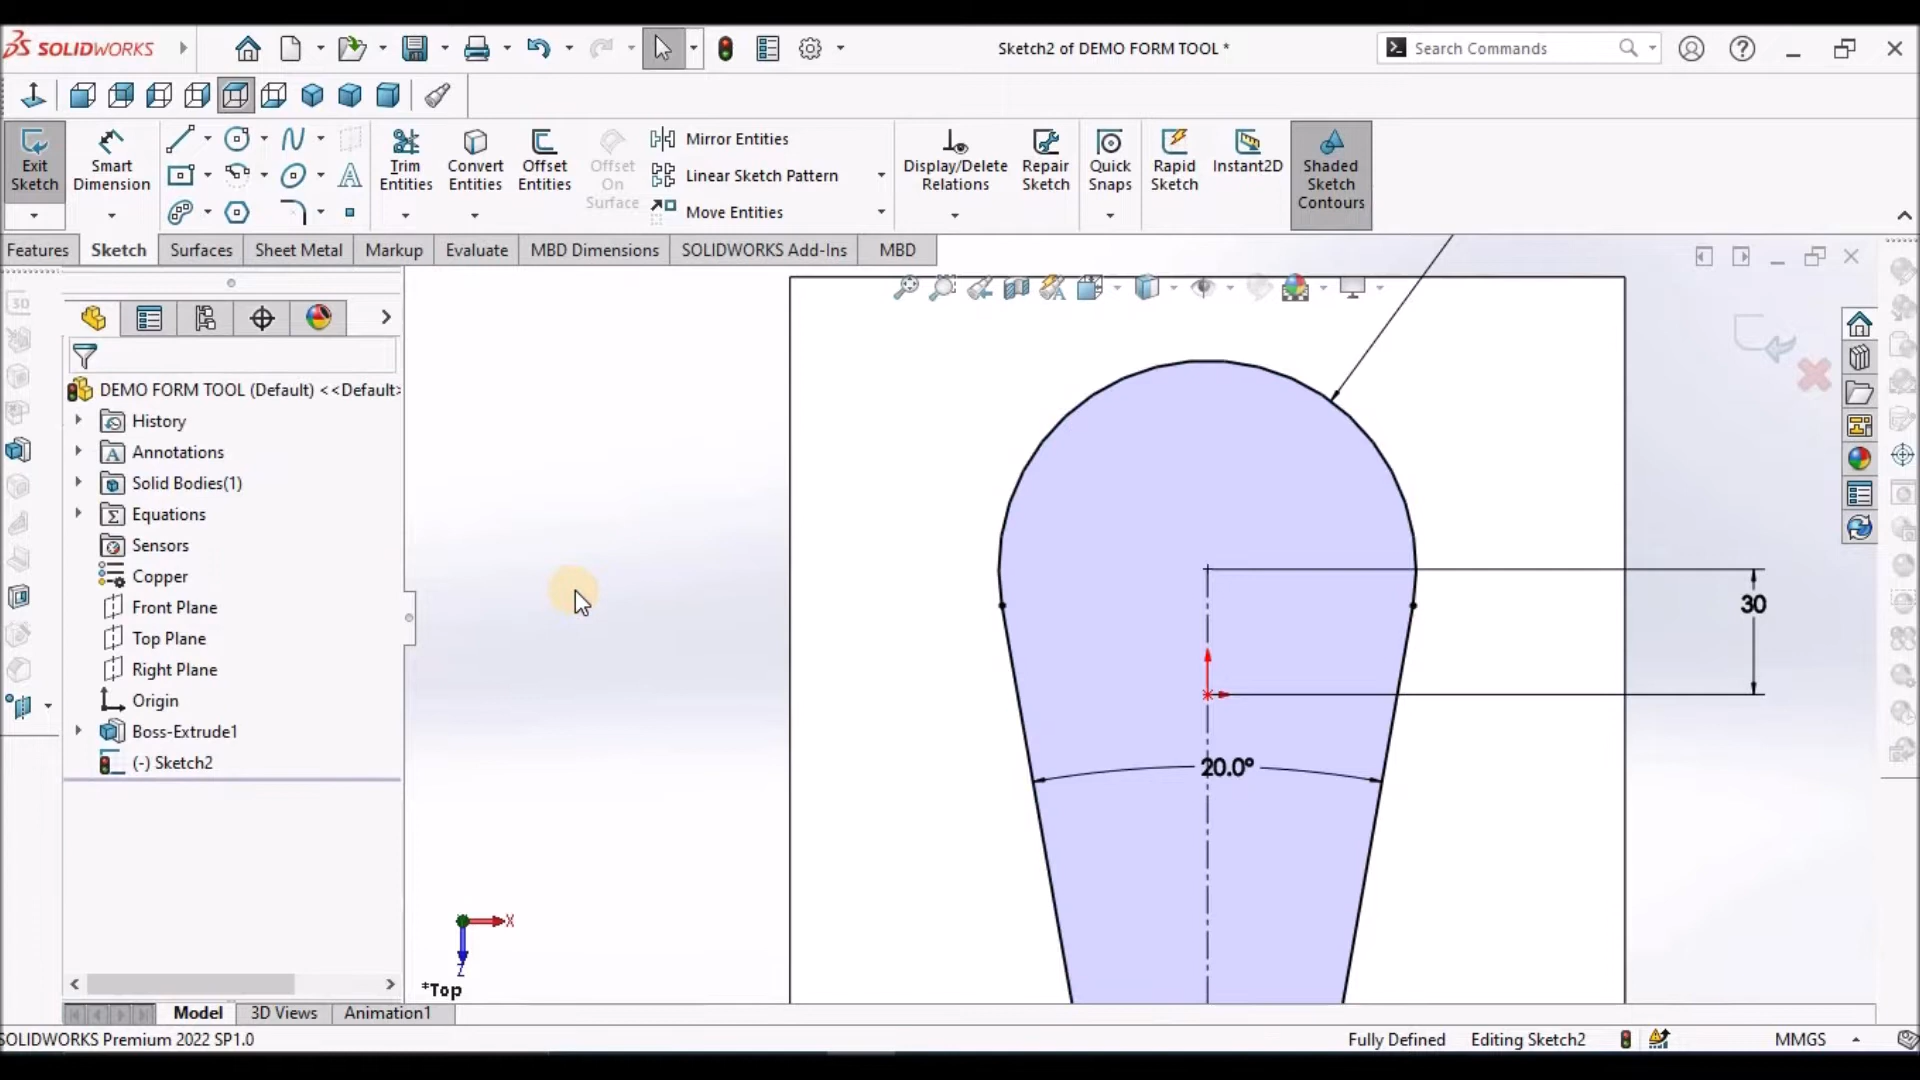 SOLIDWORKS
Sketch2 of DEMO FORM TOOL *
Search Commands
Exit Sketch
Smart Dimension
Trim Entities
Convert Entities
Offset Entities
Offset On Surface
Mirror Entities
Linear Sketch Pattern
Move Entities
Display/Delete Relations
Repair Sketch
Quick Snaps
Rapid Sketch
Instant2D
Shaded Sketch Contours
Features
Sketch
Surfaces
Sheet Metal
Markup
Evaluate
MBD Dimensions
SOLIDWORKS Add-Ins
MBD
3D
DEMO FORM TOOL (Default) <<Default>
History
Annotations
Solid Bodies(1)
Equations
Sensors
Copper
Front Plane
Top Plane
Right Plane
Origin
Boss-Extrude1
(-) Sketch2
30
20.0°
X
Z
*Top
Model
3D Views
Animation1
SOLIDWORKS Premium 2022 SP1.0
Fully Defined
Editing Sketch2
MMGS